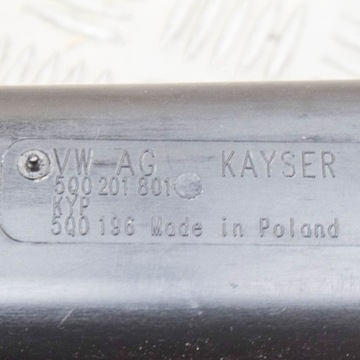 VW AG KAYSER
5Q0 201 801
KYP
5Q0 196 Made in Poland